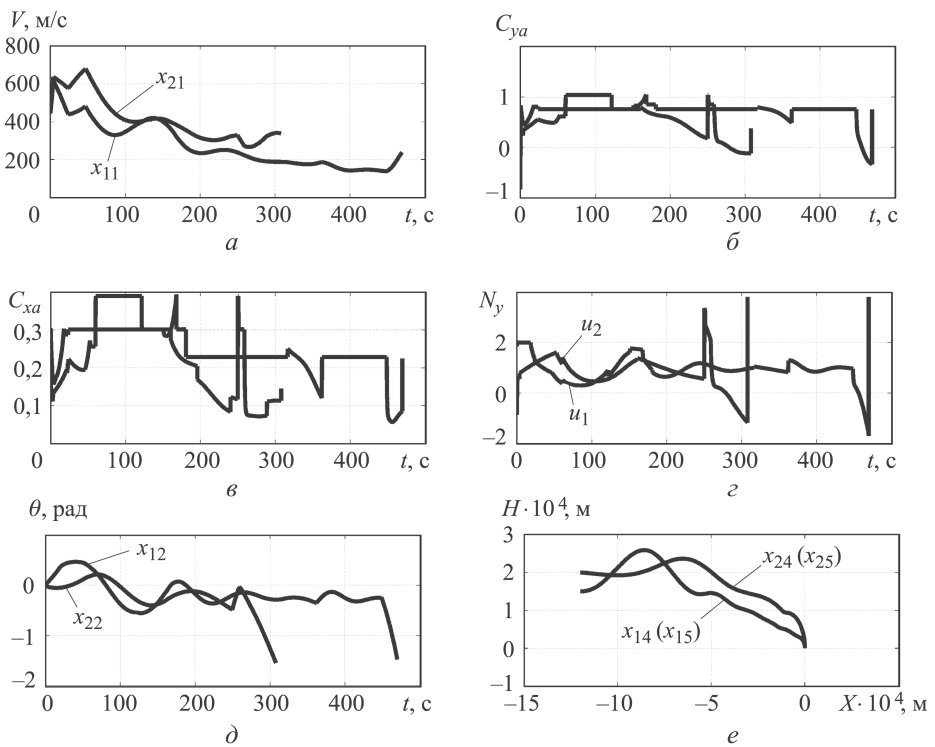 V, м/с
800
600
400
200
0
100
200
300
400
t, с
x21
x11
а
Cya
1
0
–1
0
100
200
300
400
t, с
б
Cxa
0,3
0,2
0,1
0
100
200
300
400
t, с
в
Ny
2
0
–2
0
100
200
300
400
t, с
u2
u1
г
θ, рад
0
–1
–2
0
100
200
300
400
t, с
x12
x22
д
H·10⁴, м
3
2
1
0
–1
–15
–10
–5
0
X·10⁴, м
x24 (x25)
x14 (x15)
е